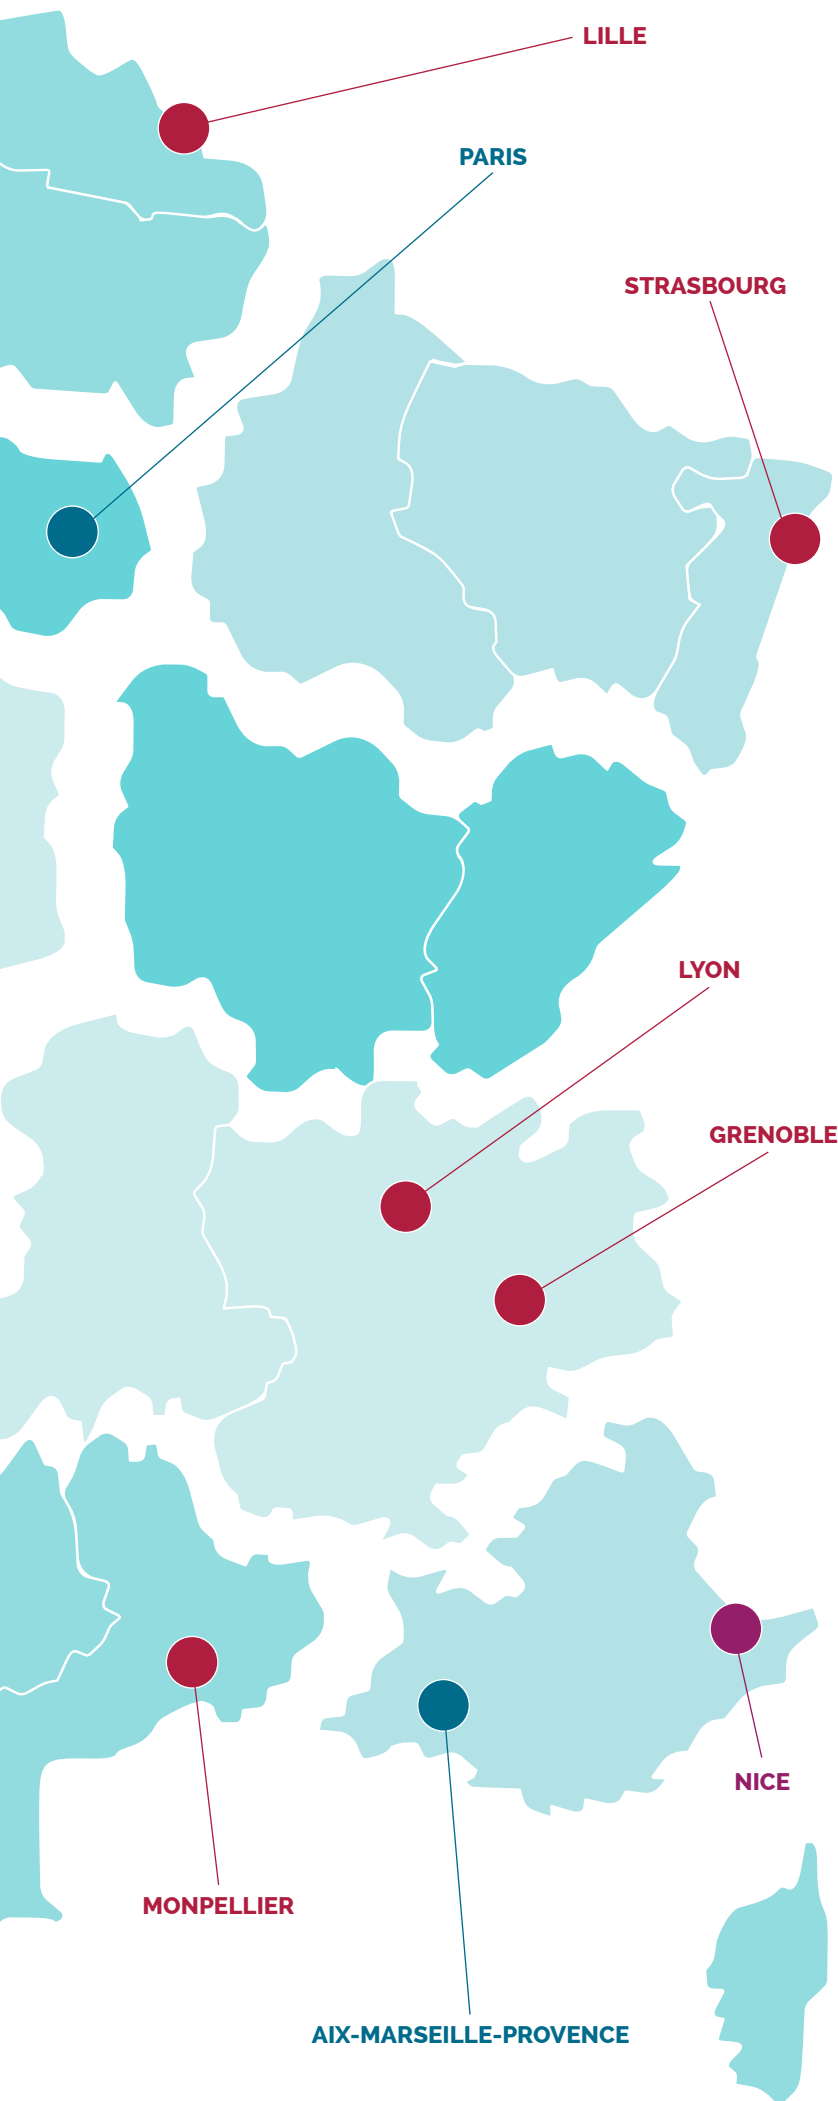 LILLE
PARIS
STRASBOURG
LYON
GRENOBLE
NICE
MONPELLIER
AIX-MARSEILLE-PROVENCE